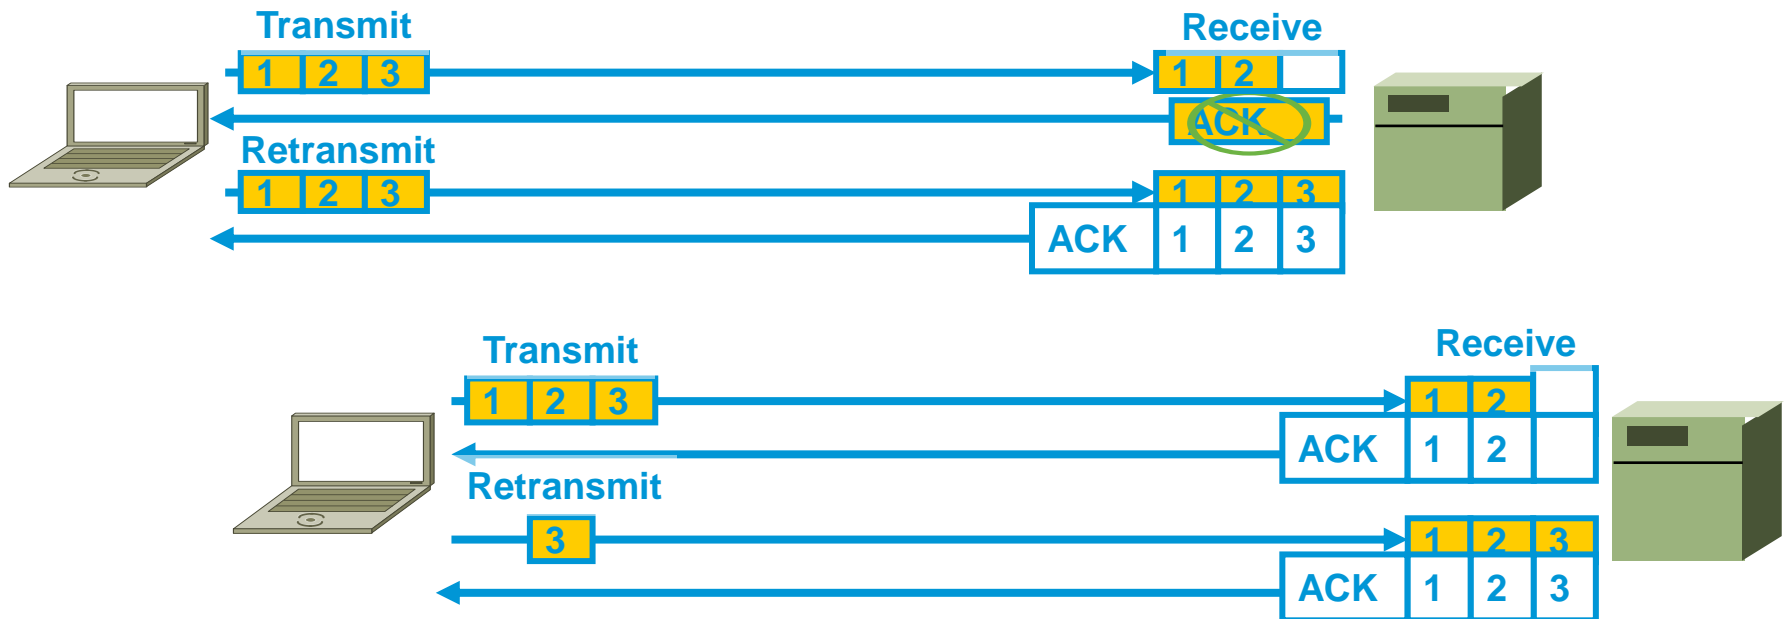 Transmit
Receive
1 2 3
1 2
ACK
Retransmit
1 2 3
1 2 3
ACK 1 2 3
Transmit
Receive
1 2 3
1 2
ACK 1 2
Retransmit
3
1 2 3
ACK 1 2 3